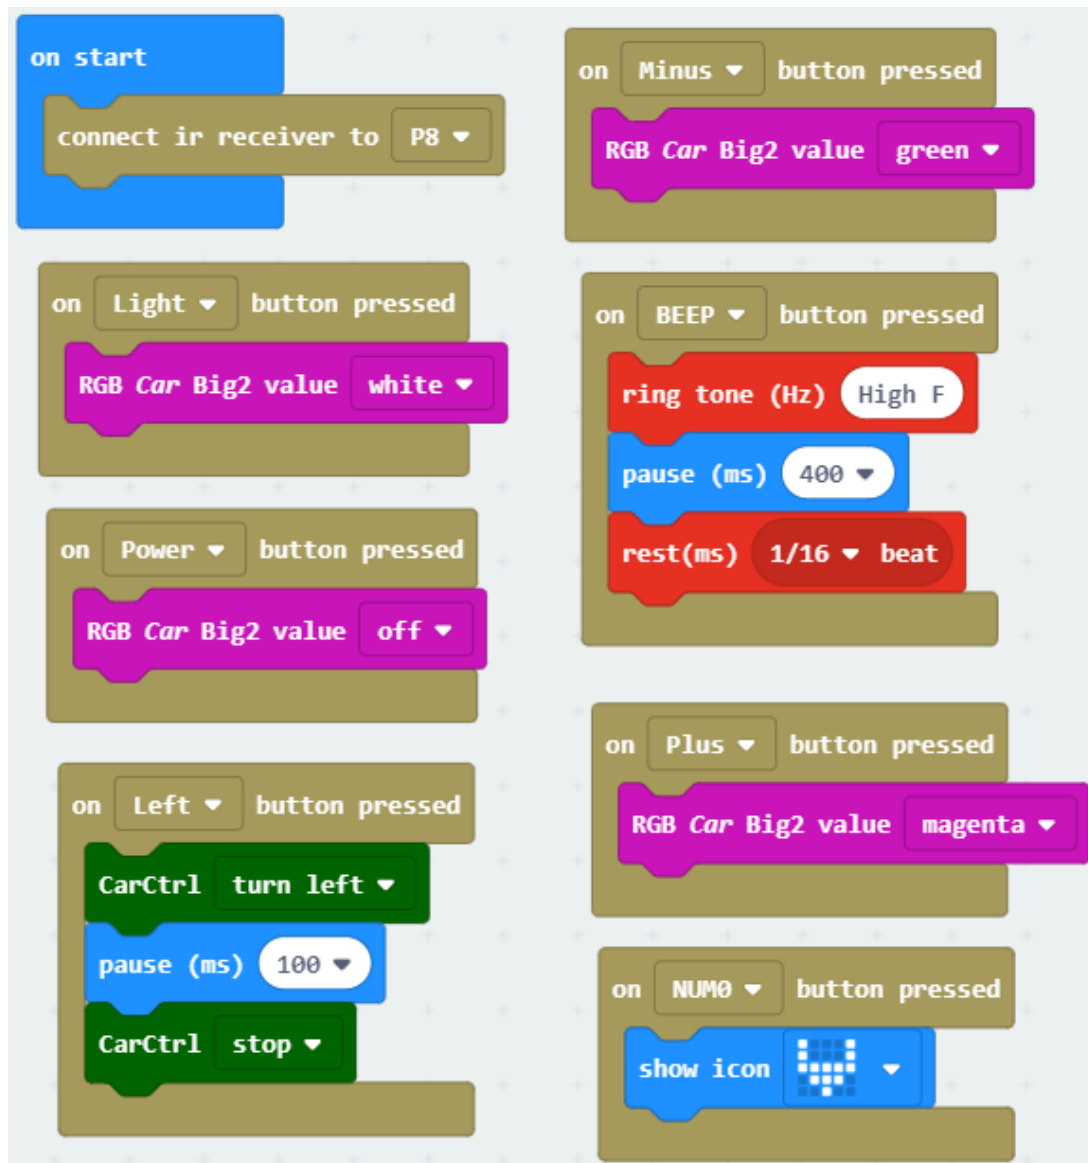 on start
connect ir receiver to P8
on Light button pressed
RGB Car Big2 value white
on Power button pressed
RGB Car Big2 value off
on Left button pressed
CarCtrl turn left
pause (ms) 100
CarCtrl stop
on Minus button pressed
RGB Car Big2 value green
on BEEP button pressed
ring tone (Hz) High F
pause (ms) 400
rest(ms) 1/16 beat
on Plus button pressed
RGB Car Big2 value magenta
on NUM0 button pressed
show icon